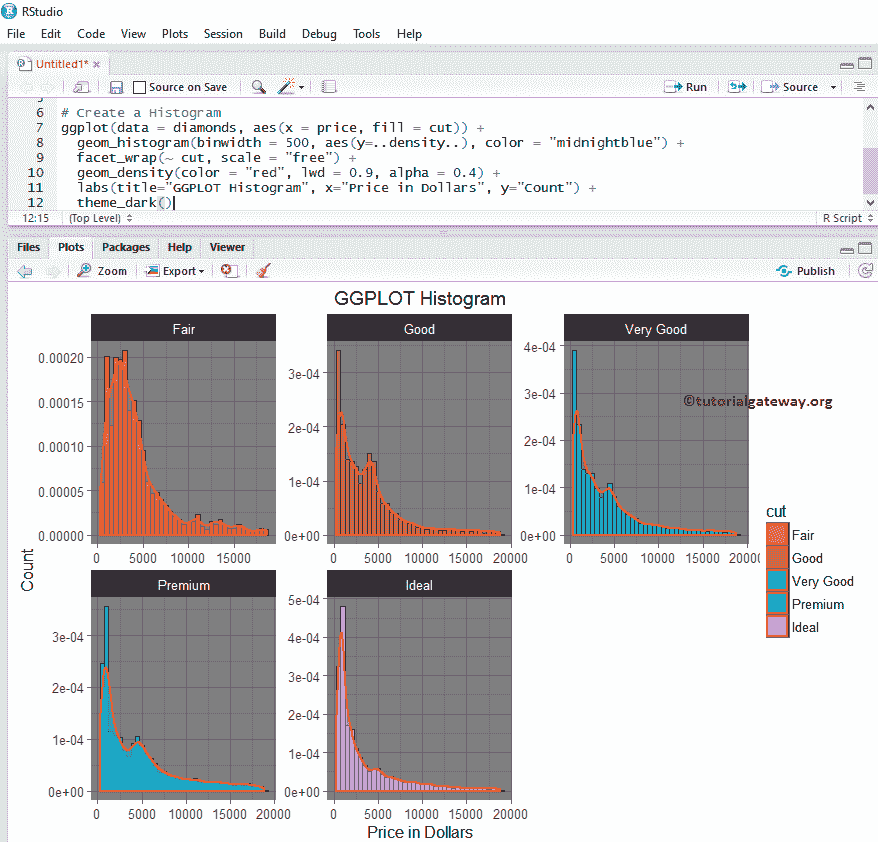 RStudio
File Edit Code View Plots Session Build Debug Tools Help
Untitled1*
Source on Save Run Source
6 # Create a Histogram
7 ggplot(data = diamonds, aes(x = price, fill = cut)) +
8 geom_histogram(binwidth = 500, aes(y=..density..), color = "midnightblue") +
9 facet_wrap(~ cut, scale = "free") +
10 geom_density(color = "red", lwd = 0.9, alpha = 0.4) +
11 labs(title="GGPLOT Histogram", x="Price in Dollars", y="Count") +
12 theme_dark()
12:15 (Top Level) R Script
Files Plots Packages Help Viewer
Zoom Export Publish
GGPLOT Histogram
Fair
0.00020
0.00015
0.00010
0.00005
0.00000
0 5000 10000 15000
Good
3e-04
2e-04
1e-04
0e+00
0 5000 10000 15000 20000
Very Good
4e-04
3e-04
2e-04
1e-04
0e+00
0 5000 10000 15000 20000
©tutorialgateway.org
Count
Premium
3e-04
2e-04
1e-04
0e+00
0 5000 10000 15000 20000
Ideal
5e-04
4e-04
3e-04
2e-04
1e-04
0e+00
0 5000 10000 15000 20000
Price in Dollars
cut
Fair
Good
Very Good
Premium
Ideal